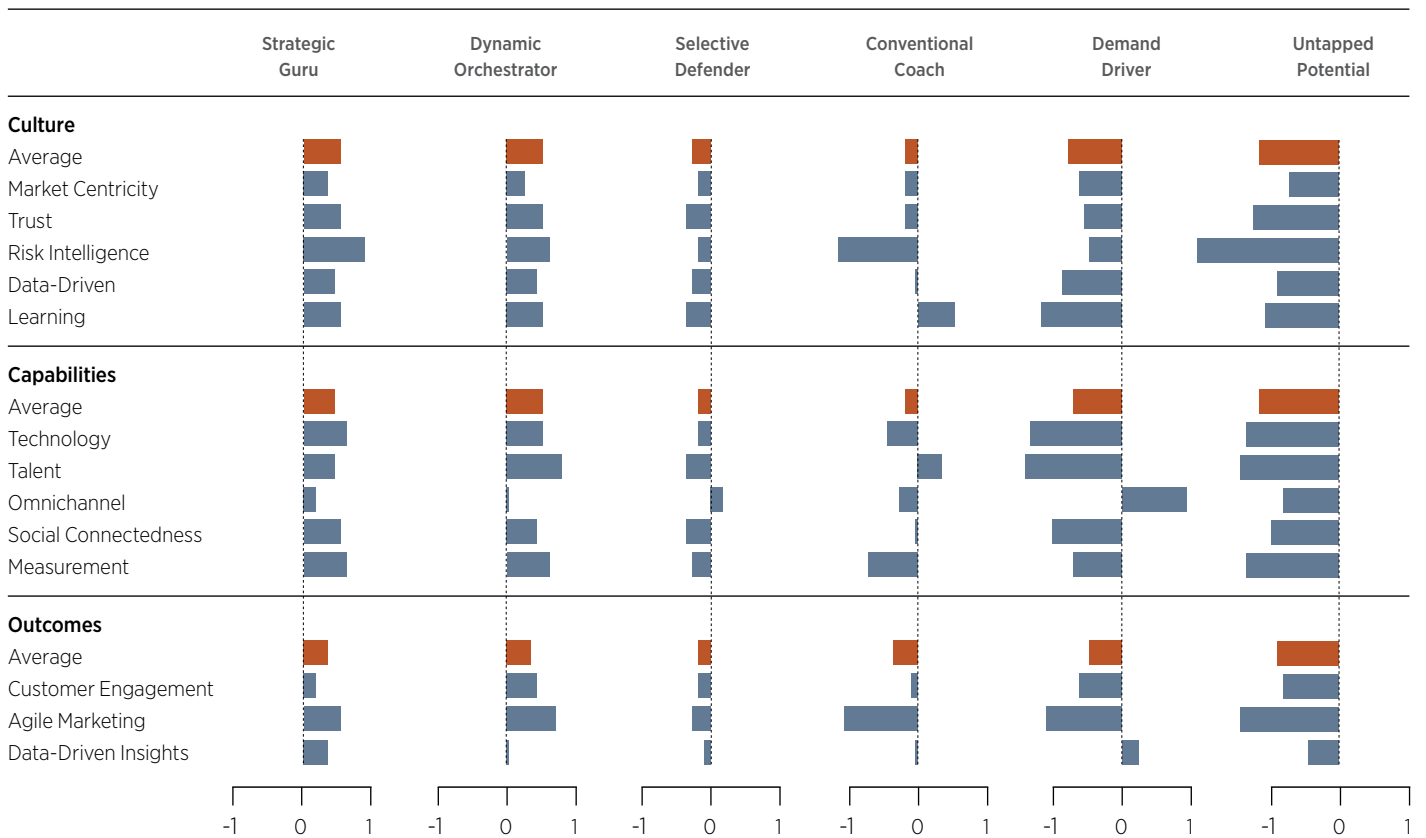 Strategic Guru
Dynamic Orchestrator
Selective Defender
Conventional Coach
Demand Driver
Untapped Potential
Culture
Average
Market Centricity
Trust
Risk Intelligence
Data-Driven
Learning
Capabilities
Average
Technology
Talent
Omnichannel
Social Connectedness
Measurement
Outcomes
Average
Customer Engagement
Agile Marketing
Data-Driven Insights
-1 0 1 -1 0 1 -1 0 1 -1 0 1 -1 0 1 -1 0 1